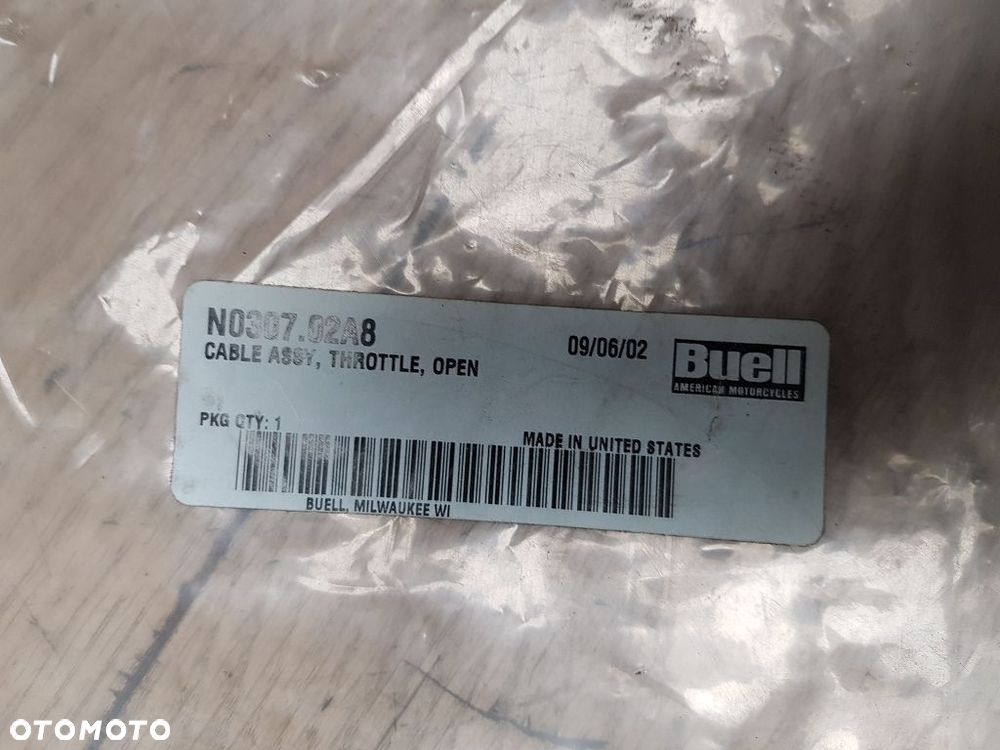 N0307.02A8
09/06/02
Buell
AMERICAN MOTORCYCLES
CABLE ASSY, THROTTLE, OPEN
PKG QTY: 1
MADE IN UNITED STATES
BUELL, MILWAUKEE WI
OTOMOTO